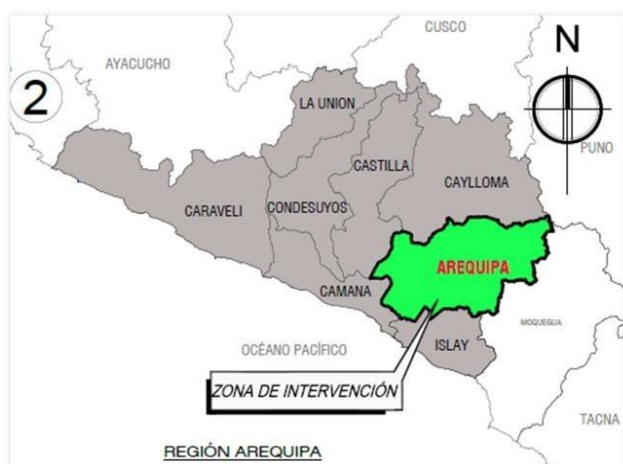 CUSCO
N
AYACUCHO
2
LA UNION
PUNO
CASTILLA
CAYLLOMA
CARAVELI
CONDESUYOS
AREQUIPA
CAMANA
MOQUEGUA
ISLAY
OCÉANO PACÍFICO
ZONA DE INTERVENCIÓN
TACNA
REGIÓN AREQUIPA